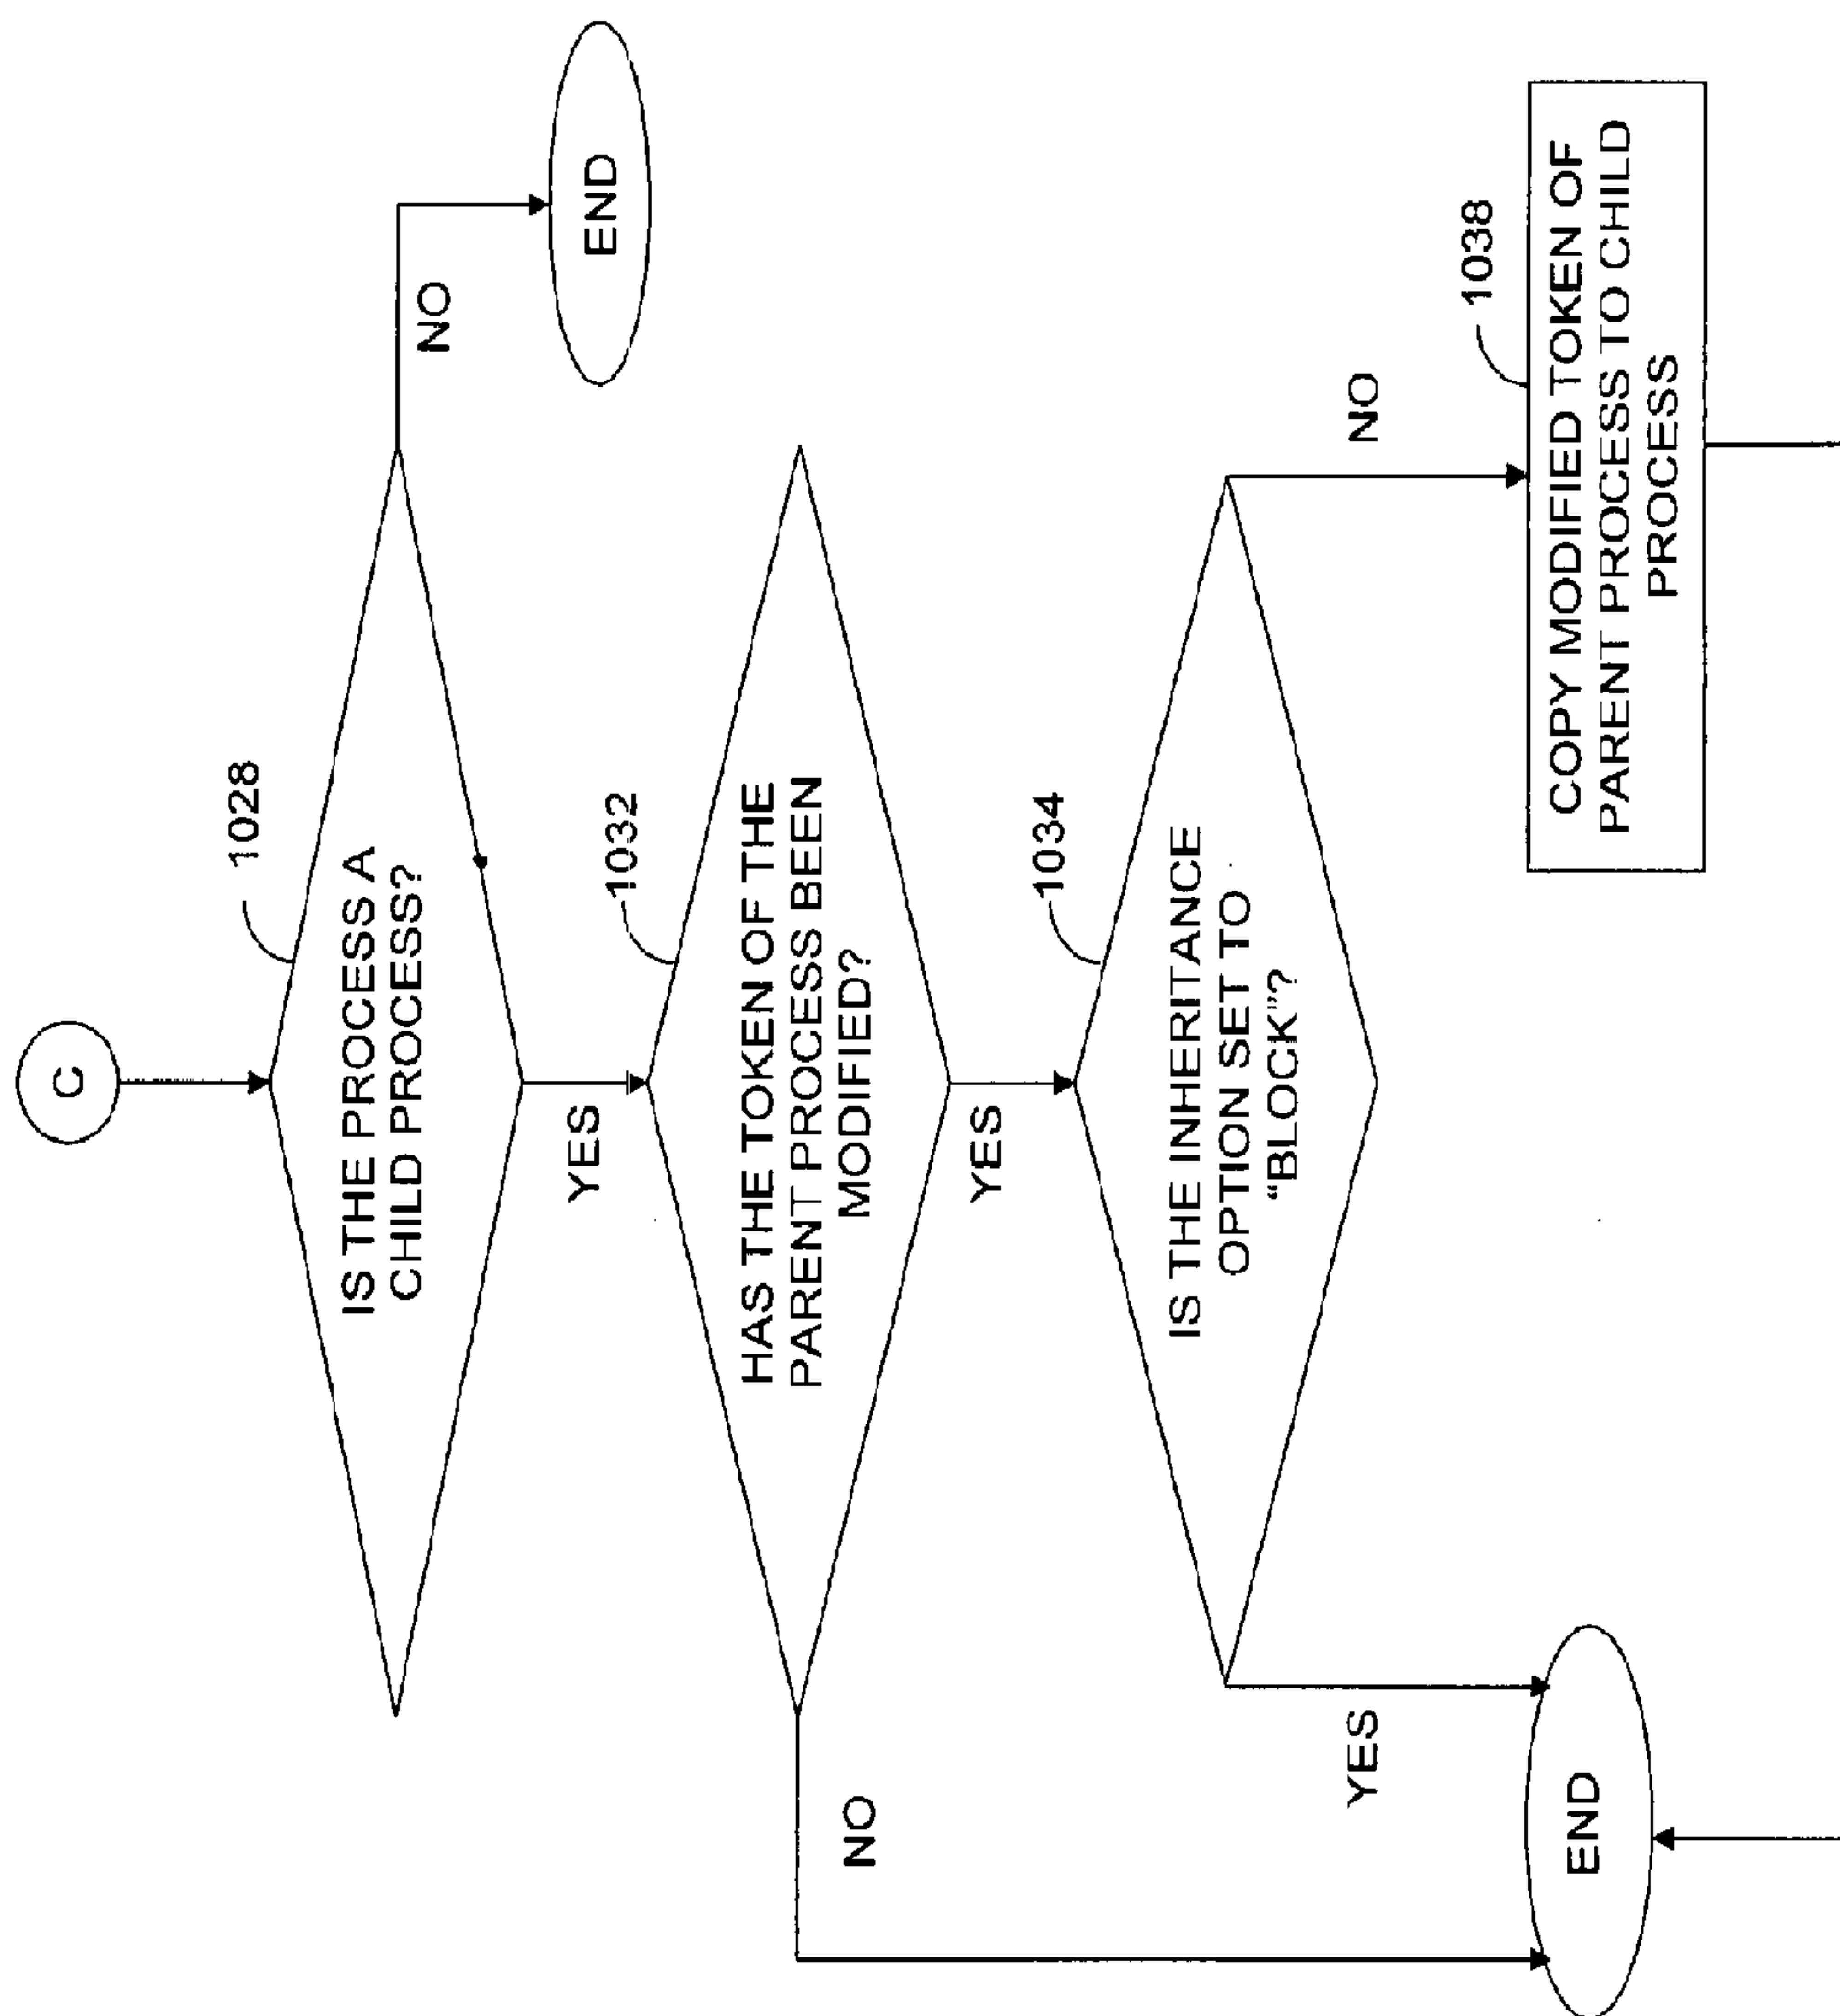 C
1028
IS THE PROCESS A
CHILD PROCESS?
NO
END
YES
1032
HAS THE TOKEN OF THE
PARENT PROCESS BEEN
MODIFIED?
NO
YES
1034
IS THE INHERITANCE
OPTION SET TO
“BLOCK”?
YES
NO
1038
END
COPY MODIFIED TOKEN OF
PARENT PROCESS TO CHILD
PROCESS